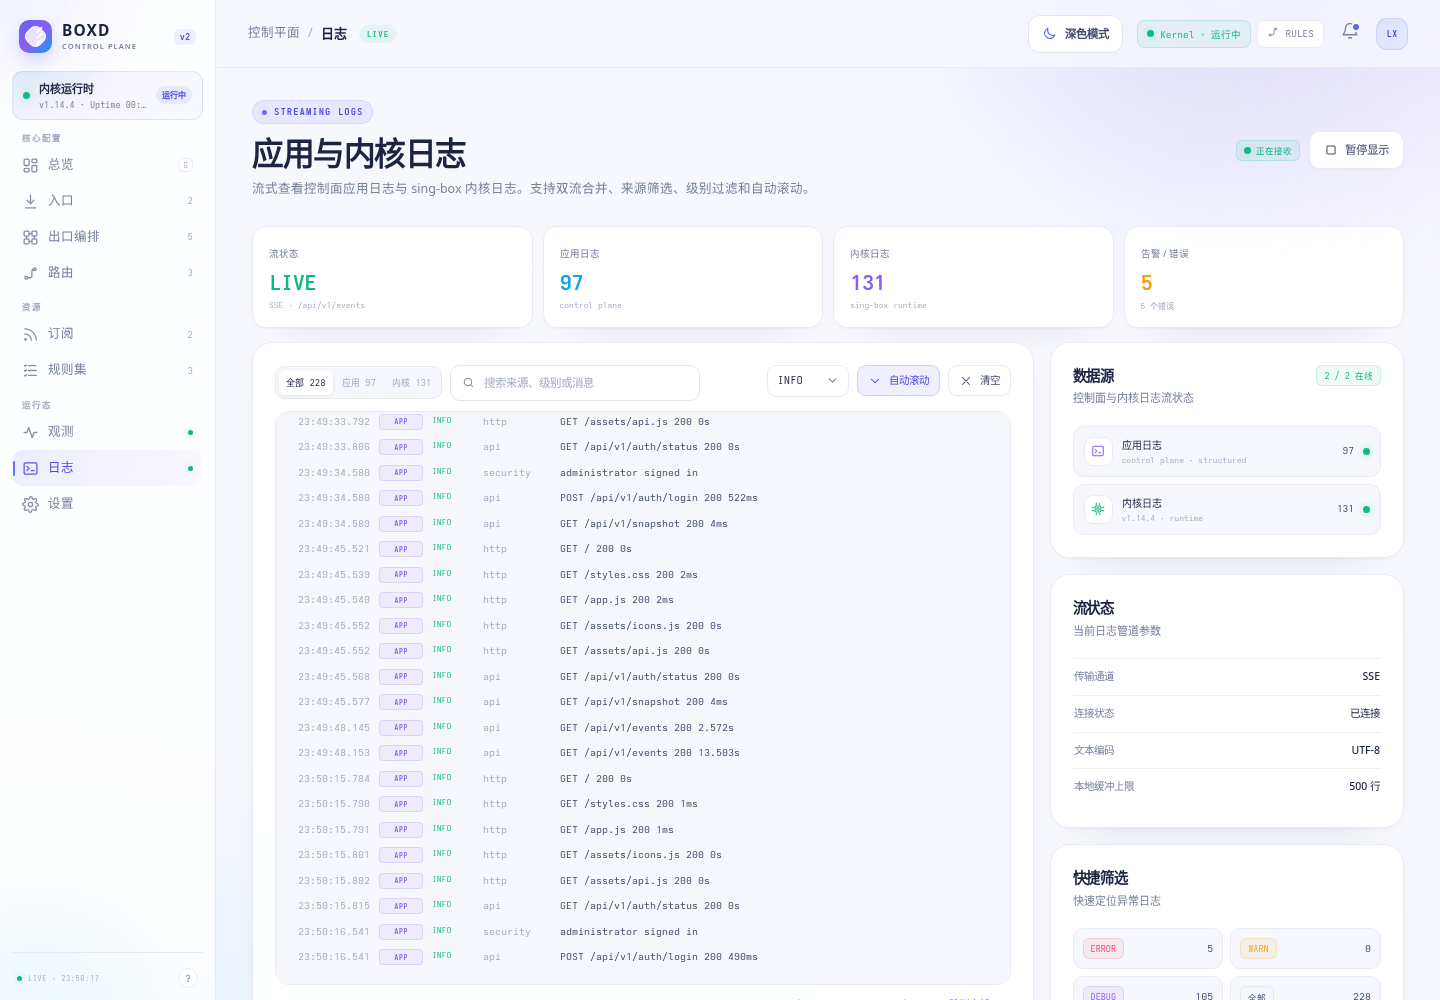 BOXD
CONTROL PLANE
v2
内核运行时
v1.14.4 · Uptime 00:…
运行中
核心配置
总览
入口 2
出口编排 5
路由 3
资源
订阅 2
规则集 3
运行态
观测
日志
设置
LIVE · 23:50:17
?
控制平面 / 日志 LIVE
深色模式
Kernel · 运行中
RULES
LX
STREAMING LOGS
应用与内核日志
流式查看控制面应用日志与 sing-box 内核日志。支持双流合并、来源筛选、级别过滤和自动滚动。
正在接收
暂停显示
流状态
LIVE
SSE · /api/v1/events
应用日志
97
control plane
内核日志
131
sing-box runtime
告警 / 错误
5
5 个错误
全部 228 应用 97 内核 131
搜索来源、级别或消息
INFO
自动滚动
清空
23:49:33.792 APP INFO http GET /assets/api.js 200 0s
23:49:33.806 APP INFO api GET /api/v1/auth/status 200 0s
23:49:34.580 APP INFO security administrator signed in
23:49:34.580 APP INFO api POST /api/v1/auth/login 200 522ms
23:49:34.589 APP INFO api GET /api/v1/snapshot 200 4ms
23:49:45.521 APP INFO http GET / 200 0s
23:49:45.539 APP INFO http GET /styles.css 200 2ms
23:49:45.540 APP INFO http GET /app.js 200 2ms
23:49:45.552 APP INFO http GET /assets/icons.js 200 0s
23:49:45.552 APP INFO http GET /assets/api.js 200 0s
23:49:45.568 APP INFO api GET /api/v1/auth/status 200 0s
23:49:45.577 APP INFO api GET /api/v1/snapshot 200 4ms
23:49:48.145 APP INFO api GET /api/v1/events 200 2.572s
23:49:48.153 APP INFO api GET /api/v1/events 200 13.503s
23:50:15.784 APP INFO http GET / 200 0s
23:50:15.790 APP INFO http GET /styles.css 200 1ms
23:50:15.791 APP INFO http GET /app.js 200 1ms
23:50:15.801 APP INFO http GET /assets/icons.js 200 0s
23:50:15.802 APP INFO http GET /assets/api.js 200 0s
23:50:15.815 APP INFO api GET /api/v1/auth/status 200 0s
23:50:16.541 APP INFO security administrator signed in
23:50:16.541 APP INFO api POST /api/v1/auth/login 200 490ms
数据源
2 / 2 在线
控制面与内核日志流状态
应用日志
control plane · structured
97
内核日志
v1.14.4 · runtime
131
流状态
当前日志管道参数
传输通道 SSE
连接状态 已连接
文本编码 UTF-8
本地缓冲上限 500 行
快捷筛选
快速定位异常日志
ERROR 5
WARN 0
DEBUG 105
全部 228